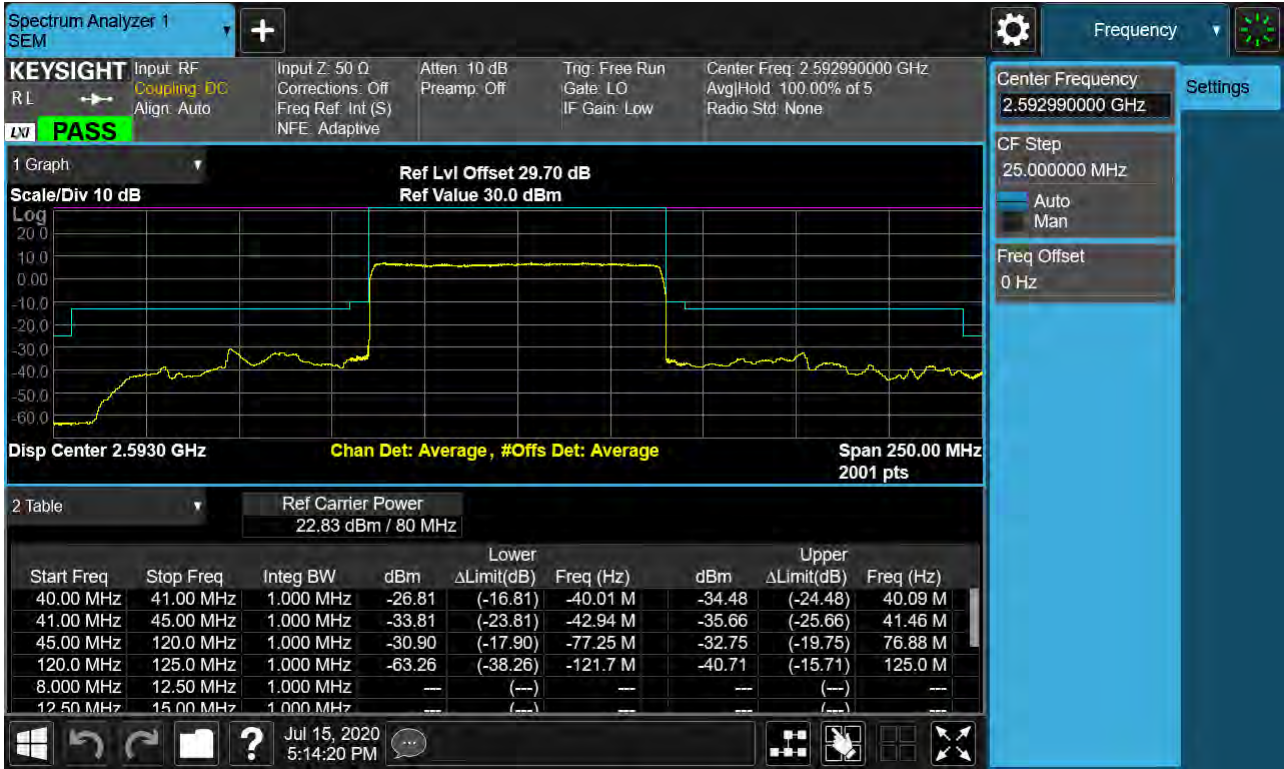 Spectrum Analyzer 1
SEM
Frequency
KEYSIGHT
R L
LXI PASS
Input: RF
Coupling: DC
Align: Auto
Input Z: 50 Ω
Corrections: Off
Freq Ref: Int (S)
NFE: Adaptive
Atten: 10 dB
Preamp: Off
Trig: Free Run
Gate: LO
IF Gain: Low
Center Freq: 2.592990000 GHz
Avg|Hold: 100.00% of 5
Radio Std: None
Center Frequency
2.592990000 GHz
Settings
CF Step
25.000000 MHz
Auto
Man
Freq Offset
0 Hz
1 Graph
Scale/Div 10 dB
Ref Lvl Offset 29.70 dB
Ref Value 30.0 dBm
Log
20.0
10.0
0.00
-10.0
-20.0
-30.0
-40.0
-50.0
-60.0
Disp Center 2.5930 GHz Chan Det: Average, #Offs Det: Average Span 250.00 MHz
2001 pts
2 Table
Ref Carrier Power
22.83 dBm / 80 MHz
Lower Upper
Start Freq Stop Freq Integ BW dBm ∆Limit(dB) Freq (Hz) dBm ∆Limit(dB) Freq (Hz)
40.00 MHz 41.00 MHz 1.000 MHz -26.81 (-16.81) -40.01 M -34.48 (-24.48) 40.09 M
41.00 MHz 45.00 MHz 1.000 MHz -33.81 (-23.81) -42.94 M -35.66 (-25.66) 41.46 M
45.00 MHz 120.0 MHz 1.000 MHz -30.90 (-17.90) -77.25 M -32.75 (-19.75) 76.88 M
120.0 MHz 125.0 MHz 1.000 MHz -63.26 (-38.26) -121.7 M -40.71 (-15.71) 125.0 M
8.000 MHz 12.50 MHz 1.000 MHz --- (---) --- --- (---) ---
12.50 MHz 15.00 MHz 1.000 MHz --- (---) --- --- (---) ---
?
Jul 15, 2020
5:14:20 PM